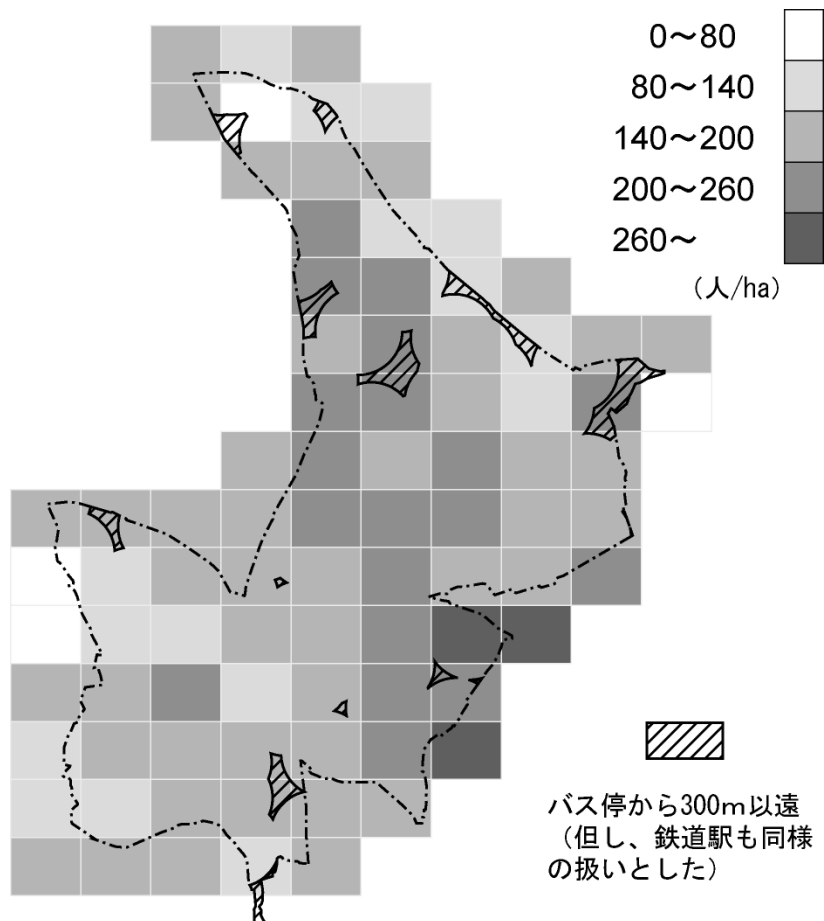 0～80
80～140
140～200
200～260
260～
（人/ha）
バス停から300m以遠
（但し、鉄道駅も同様
の扱いとした）